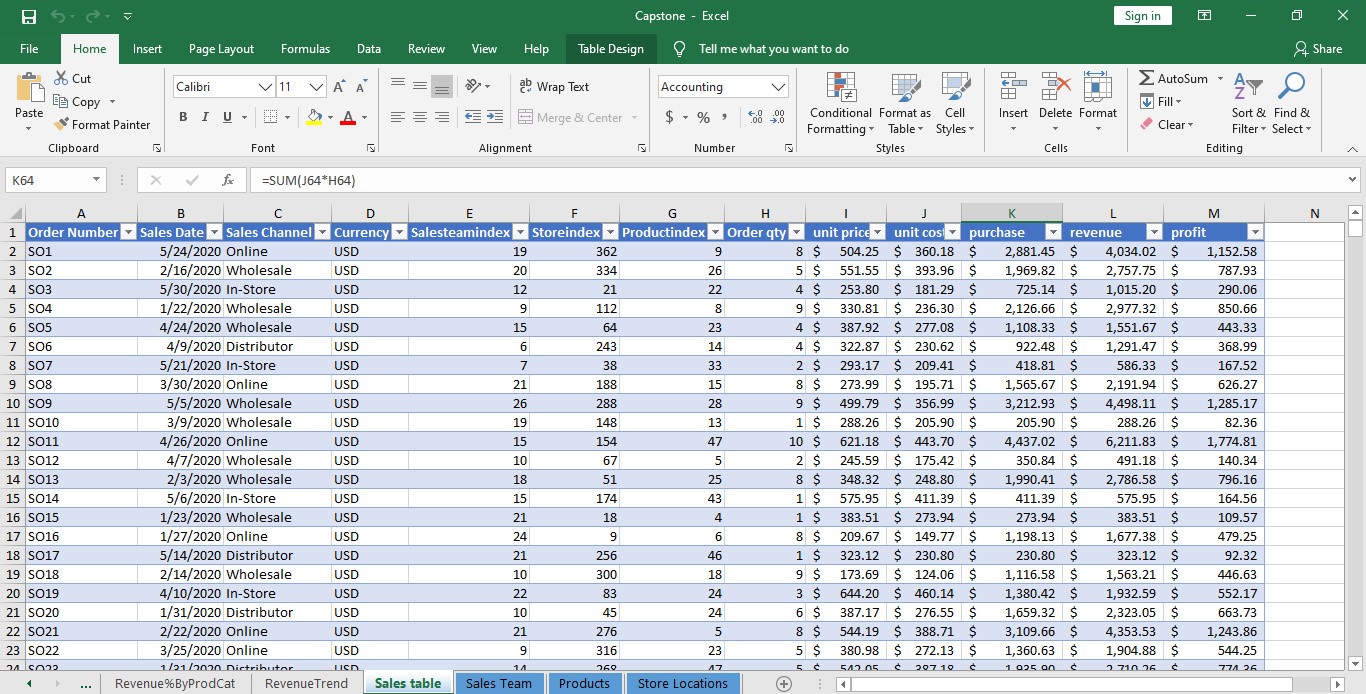 Capstone - Excel
Sign in
File Home Insert Page Layout Formulas Data Review View Help Table Design Tell me what you want to do Share
Paste
Cut
Copy
Format Painter
Clipboard
Calibri 11 A A
B I U A
Font
ab Wrap Text
Merge & Center
Alignment
Accounting
$ % , .00 .00
Number
Conditional Formatting
Format as Table
Cell Styles
Styles
Insert
Delete
Format
Cells
AutoSum
Fill
Clear
Sort & Filter
Find & Select
Editing
K64 fx =SUM(J64*H64)
A B C D E F G H I J K L M N
1 Order Number Sales Date Sales Channel Currency Salesteamindex Storeindex Productindex Order qty unit price unit cost purchase revenue profit
2 SO1 5/24/2020 Online USD 19 362 9 8 $ 504.25 $ 360.18 $ 2,881.45 $ 4,034.02 $ 1,152.58
3 SO2 2/16/2020 Wholesale USD 20 334 26 5 $ 551.55 $ 393.96 $ 1,969.82 $ 2,757.75 $ 787.93
4 SO3 5/30/2020 In-Store USD 12 21 22 4 $ 253.80 $ 181.29 $ 725.14 $ 1,015.20 $ 290.06
5 SO4 1/22/2020 Wholesale USD 9 112 8 9 $ 330.81 $ 236.30 $ 2,126.66 $ 2,977.32 $ 850.66
6 SO5 4/24/2020 Wholesale USD 15 64 23 4 $ 387.92 $ 277.08 $ 1,108.33 $ 1,551.67 $ 443.33
7 SO6 4/9/2020 Distributor USD 6 243 14 4 $ 322.87 $ 230.62 $ 922.48 $ 1,291.47 $ 368.99
8 SO7 5/21/2020 In-Store USD 7 38 33 2 $ 293.17 $ 209.41 $ 418.81 $ 586.33 $ 167.52
9 SO8 3/30/2020 Online USD 21 188 15 8 $ 273.99 $ 195.71 $ 1,565.67 $ 2,191.94 $ 626.27
10 SO9 5/5/2020 Wholesale USD 26 288 28 9 $ 499.79 $ 356.99 $ 3,212.93 $ 4,498.11 $ 1,285.17
11 SO10 3/9/2020 Wholesale USD 19 148 13 1 $ 288.26 $ 205.90 $ 205.90 $ 288.26 $ 82.36
12 SO11 4/26/2020 Online USD 15 154 47 10 $ 621.18 $ 443.70 $ 4,437.02 $ 6,211.83 $ 1,774.81
13 SO12 4/7/2020 Wholesale USD 10 67 5 2 $ 245.59 $ 175.42 $ 350.84 $ 491.18 $ 140.34
14 SO13 2/3/2020 Wholesale USD 18 51 25 8 $ 348.32 $ 248.80 $ 1,990.41 $ 2,786.58 $ 796.16
15 SO14 5/6/2020 In-Store USD 15 174 43 1 $ 575.95 $ 411.39 $ 411.39 $ 575.95 $ 164.56
16 SO15 1/23/2020 Wholesale USD 21 18 4 1 $ 383.51 $ 273.94 $ 273.94 $ 383.51 $ 109.57
17 SO16 1/27/2020 Online USD 24 9 6 8 $ 209.67 $ 149.77 $ 1,198.13 $ 1,677.38 $ 479.25
18 SO17 5/14/2020 Distributor USD 21 256 46 1 $ 323.12 $ 230.80 $ 230.80 $ 323.12 $ 92.32
19 SO18 2/14/2020 Wholesale USD 10 300 18 9 $ 173.69 $ 124.06 $ 1,116.58 $ 1,563.21 $ 446.63
20 SO19 4/10/2020 In-Store USD 22 83 24 3 $ 644.20 $ 460.14 $ 1,380.42 $ 1,932.59 $ 552.17
21 SO20 1/31/2020 Distributor USD 10 45 24 6 $ 387.17 $ 276.55 $ 1,659.32 $ 2,323.05 $ 663.73
22 SO21 2/22/2020 Online USD 21 276 5 8 $ 544.19 $ 388.71 $ 3,109.66 $ 4,353.53 $ 1,243.86
23 SO22 3/25/2020 Online USD 9 316 23 5 $ 380.98 $ 272.13 $ 1,360.63 $ 1,904.88 $ 544.25
24 SO23 1/31/2020 Distributor USD 14 268 47 5 $ 542.05 $ 387.18 $ 1,935.90 $ 2,710.26 $ 774.36
... Revenue%ByProdCat RevenueTrend Sales table Sales Team Products Store Locations